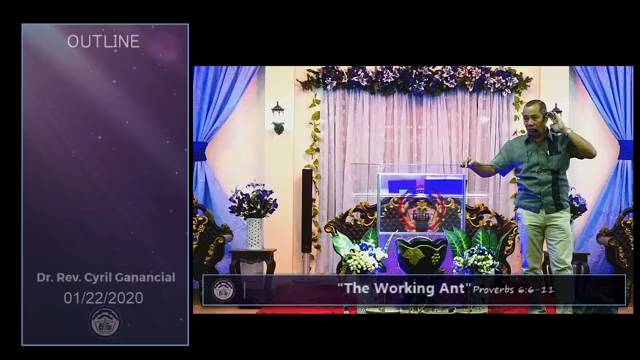 OUTLINE
Dr. Rev. Cyril Ganancial
01/22/2020
"The Working Ant" Proverbs 6:6-11